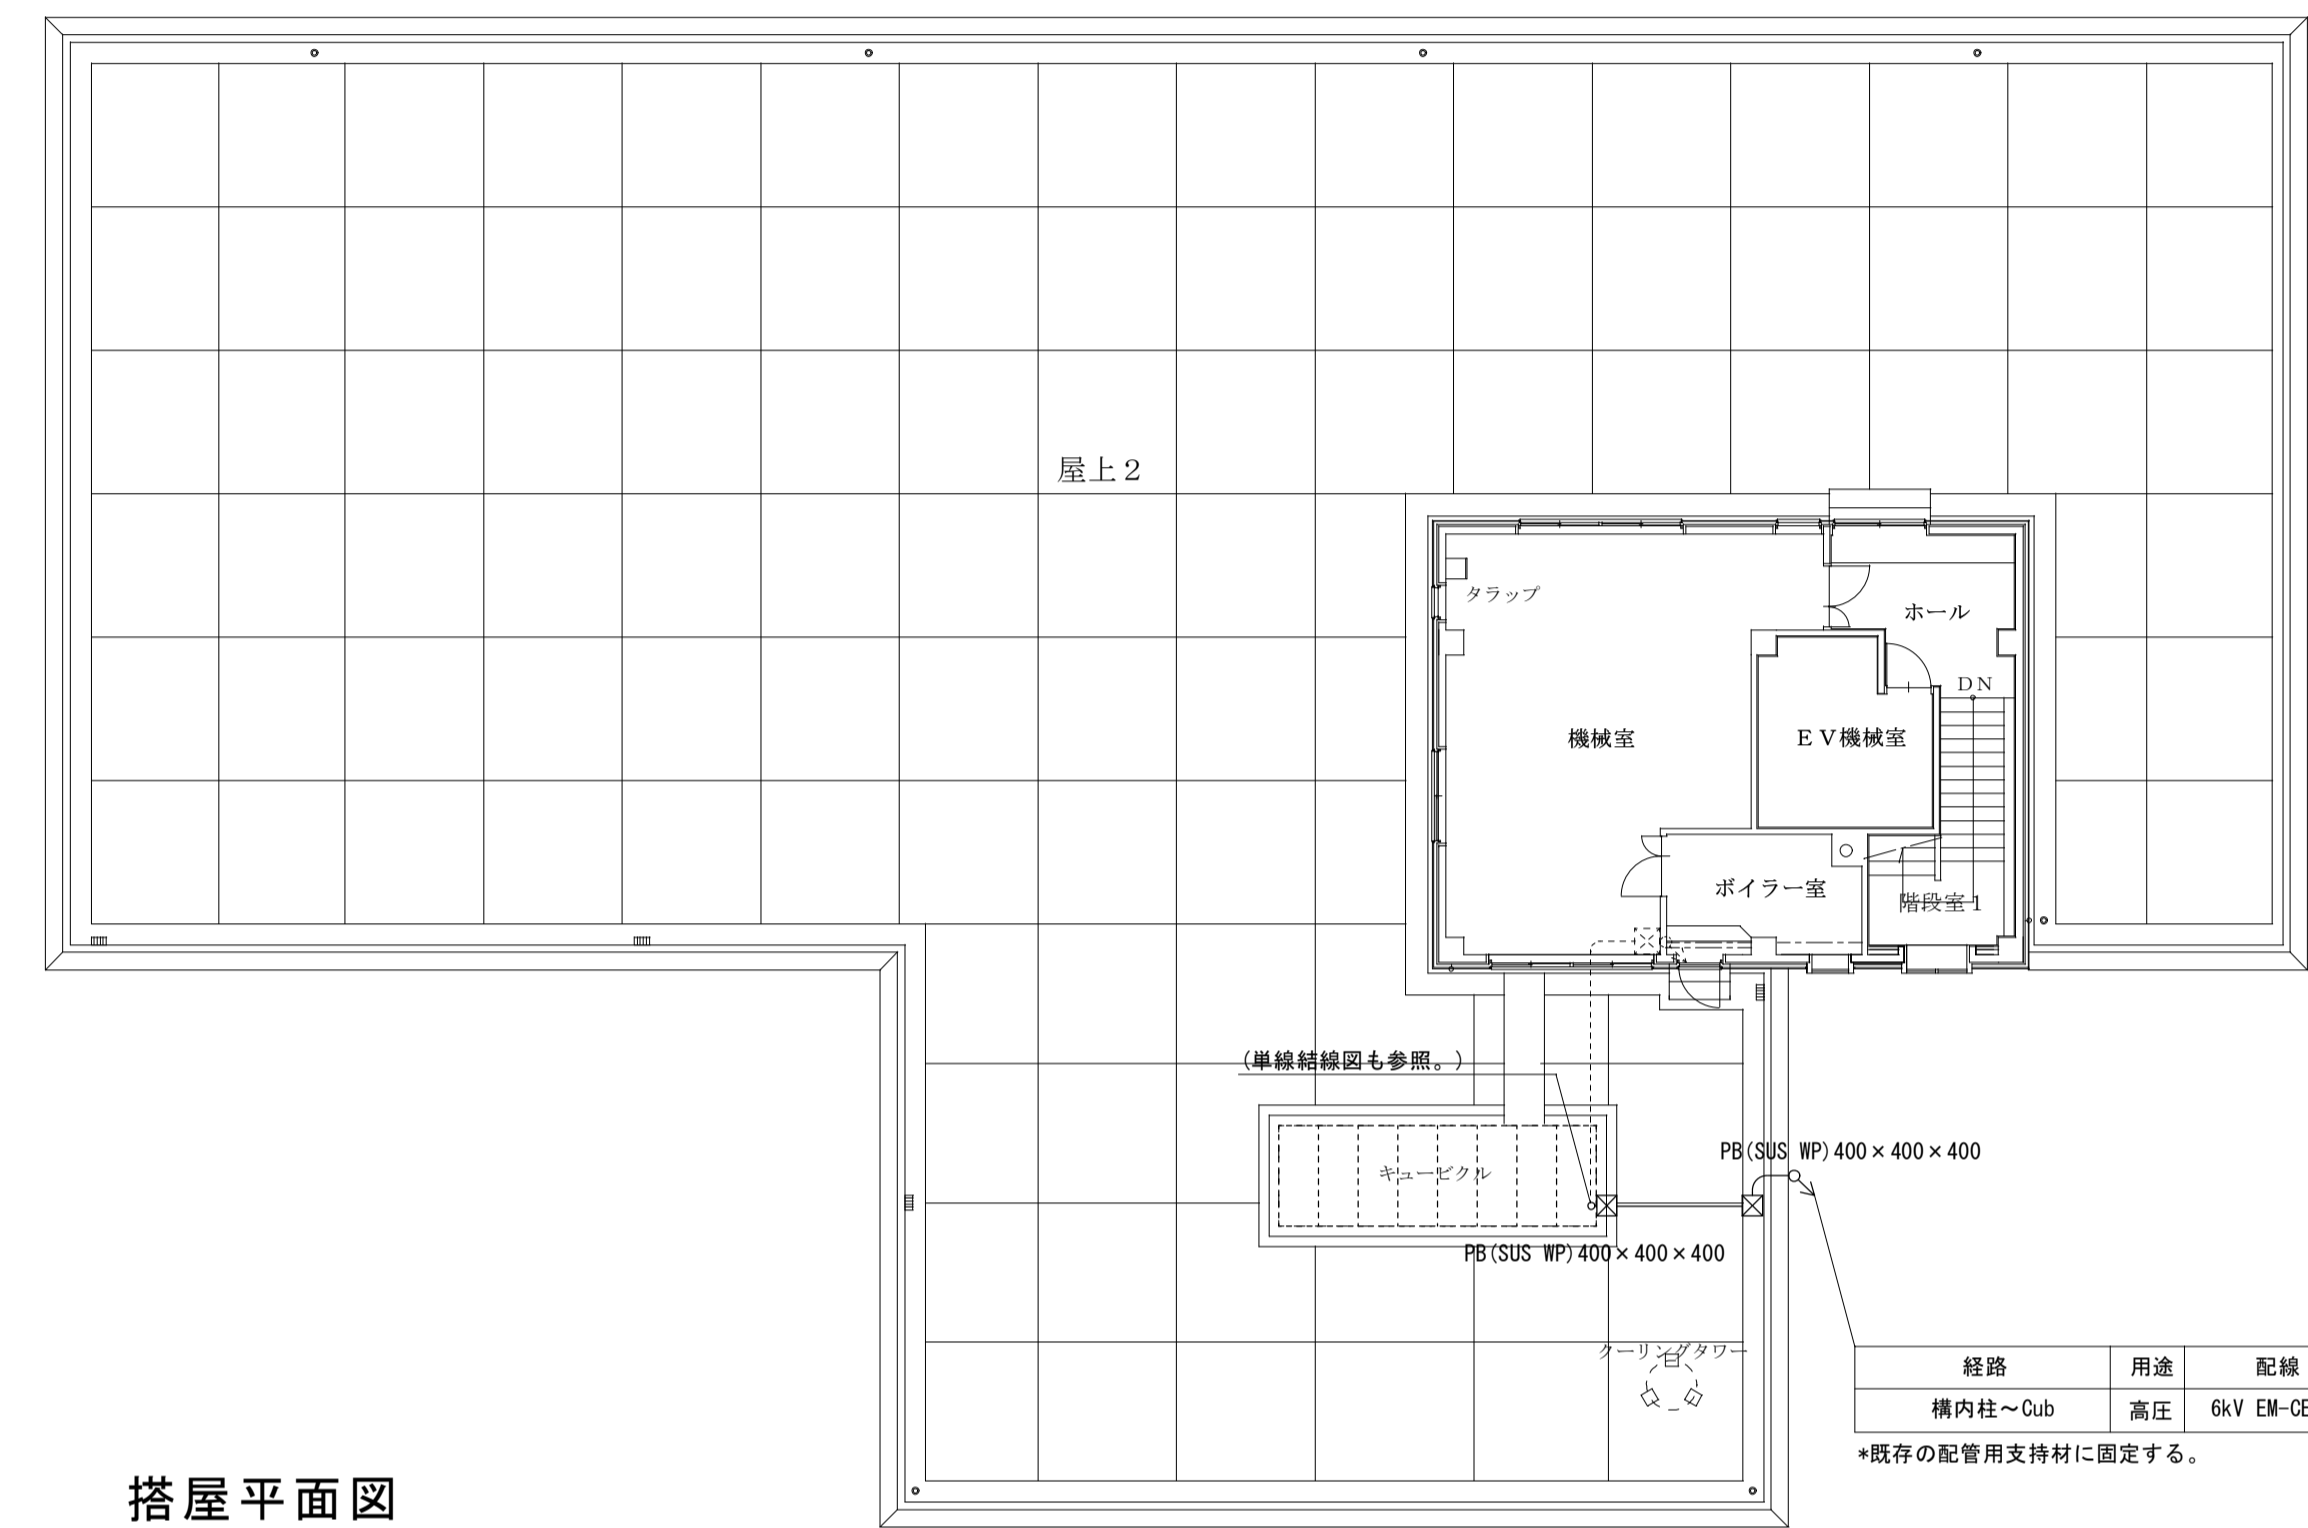 屋上２
タラップ
ホール
DN
機械室
ＥＶ機械室
ボイラー室
階段室１
(単線結線図も参照。)
PB(SUS WP)400×400×400
キュービクル
PB(SUS WP)400×400×400
クーリングタワー
経路 用途 配線
構内柱～Cub 高圧 6kV EM-CE
*既存の配管用支持材に固定する。
搭屋平面図